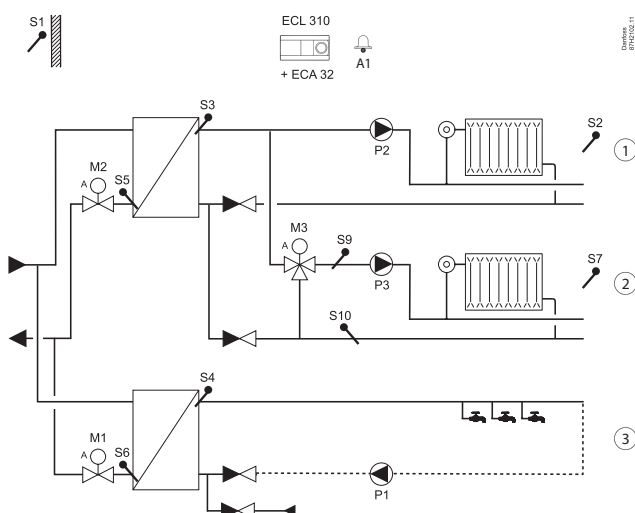 S1
ECL 310
+ ECA 32
A1
Danfoss
87H2102.11
S3
P2
S2
1
M2
A
S5
M3
A
S9
P3
S7
2
S10
S4
M1
A
S6
P1
3